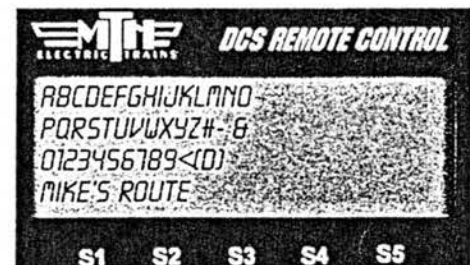 MTH
ELECTRIC TRAINS
DCS REMOTE CONTROL
ABCDEFGHIJKLMNO
PQRSTUVWXYZ#-&
0123456789<(D)
MIKE'S ROUTE
S1 S2 S3 S4 S5